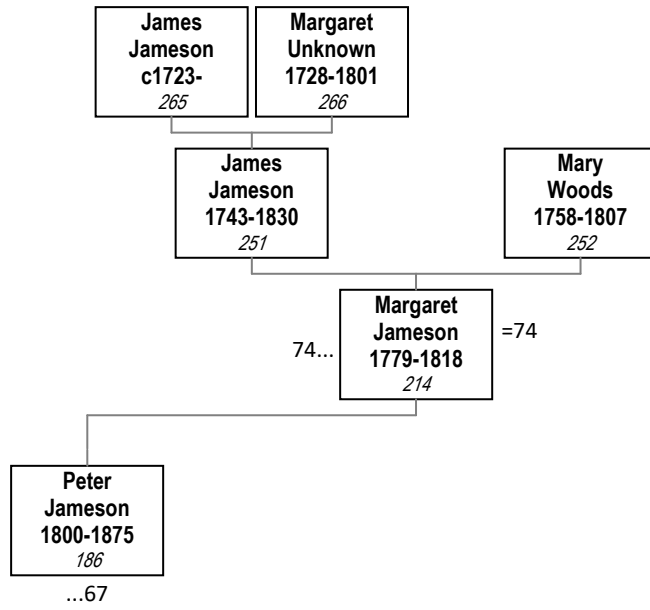 James
Jameson
c1723-
265
Margaret
Unknown
1728-1801
266
James
Jameson
1743-1830
251
Mary
Woods
1758-1807
252
74...
Margaret
Jameson
1779-1818
214
=74
Peter
Jameson
1800-1875
186
...67